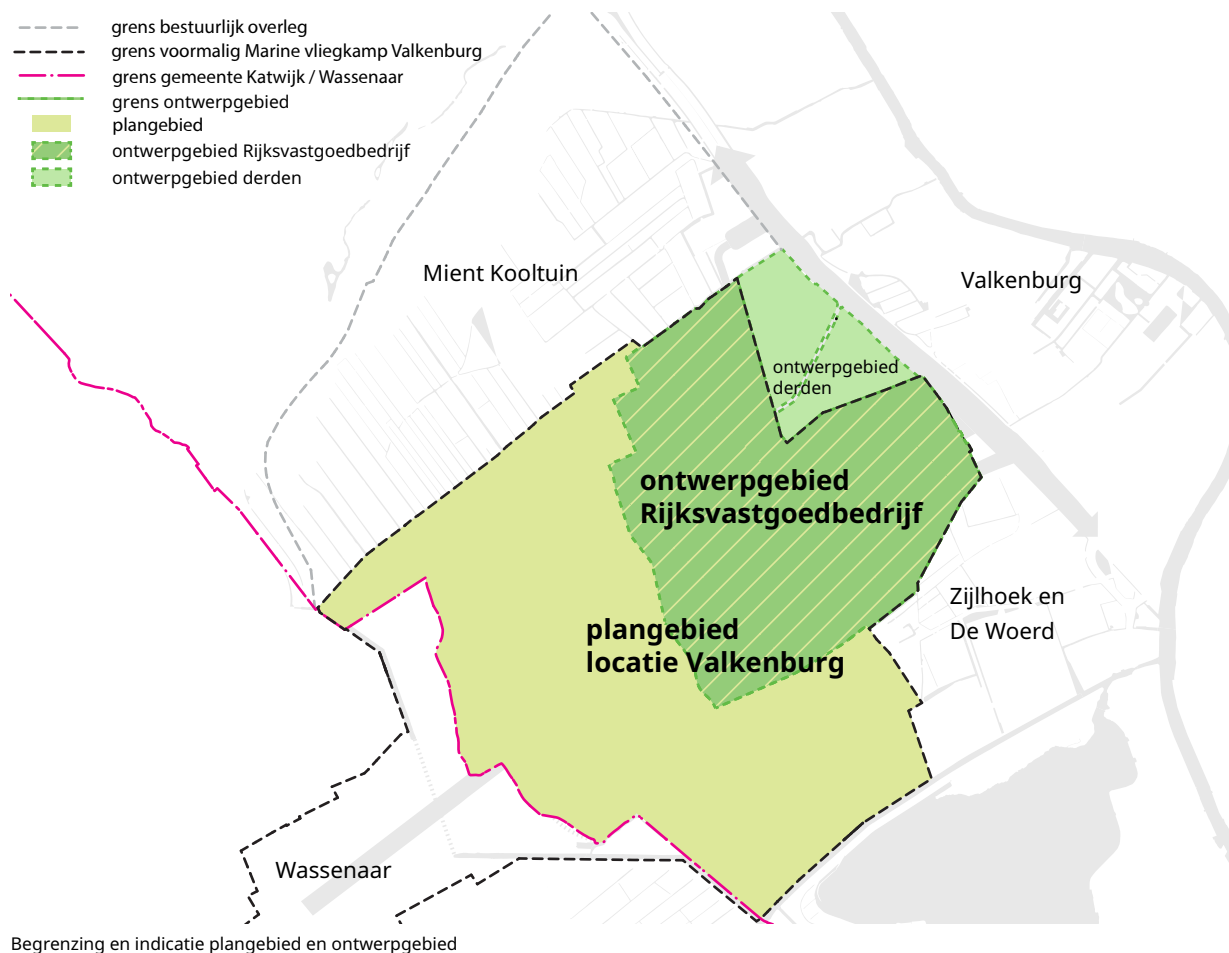 grens bestuurlijk overleg
grens voormalig Marine vliegkamp Valkenburg
grens gemeente Katwijk / Wassenaar
grens ontwerpgebied
plangebied
ontwerpgebied Rijksvastgoedbedrijf
ontwerpgebied derden
Mient Kooltuin
Valkenburg
ontwerpgebied
derden
ontwerpgebied
Rijksvastgoedbedrijf
Zijlhoek en
De Woerd
plangebied
locatie Valkenburg
Wassenaar
Begrenzing en indicatie plangebied en ontwerpgebied